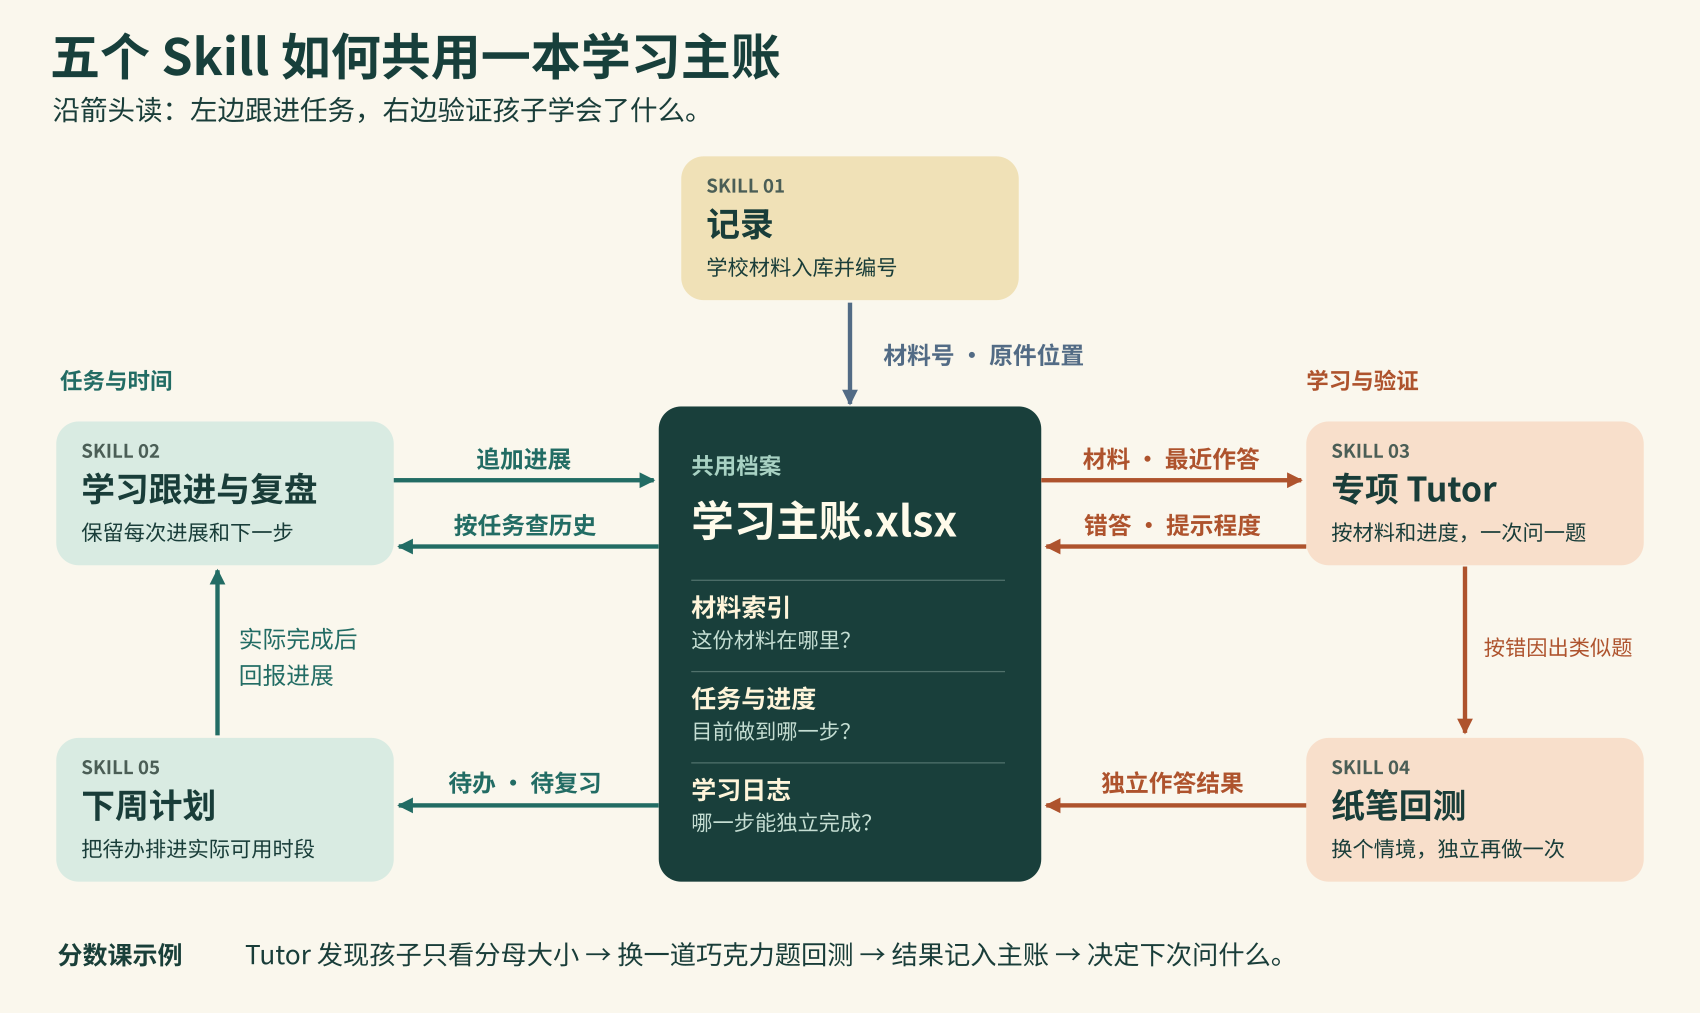 五个 Skill 如何共用一本学习主账
沿箭头读：左边跟进任务，右边验证孩子学会了什么。
SKILL 01
记录
学校材料入库并编号
材料号 · 原件位置
任务与时间
学习与验证
SKILL 02
学习跟进与复盘
保留每次进展和下一步
追加进展
按任务查历史
共用档案
学习主账.xlsx
材料索引
这份材料在哪里？
任务与进度
目前做到哪一步？
学习日志
哪一步能独立完成？
材料 · 最近作答
错答 · 提示程度
SKILL 03
专项 Tutor
按材料和进度，一次问一题
实际完成后
回报进展
按错因出类似题
SKILL 05
下周计划
把待办排进实际可用时段
待办 · 待复习
独立作答结果
SKILL 04
纸笔回测
换个情境，独立再做一次
分数课示例 Tutor 发现孩子只看分母大小 → 换一道巧克力题回测 → 结果记入主账 → 决定下次问什么。